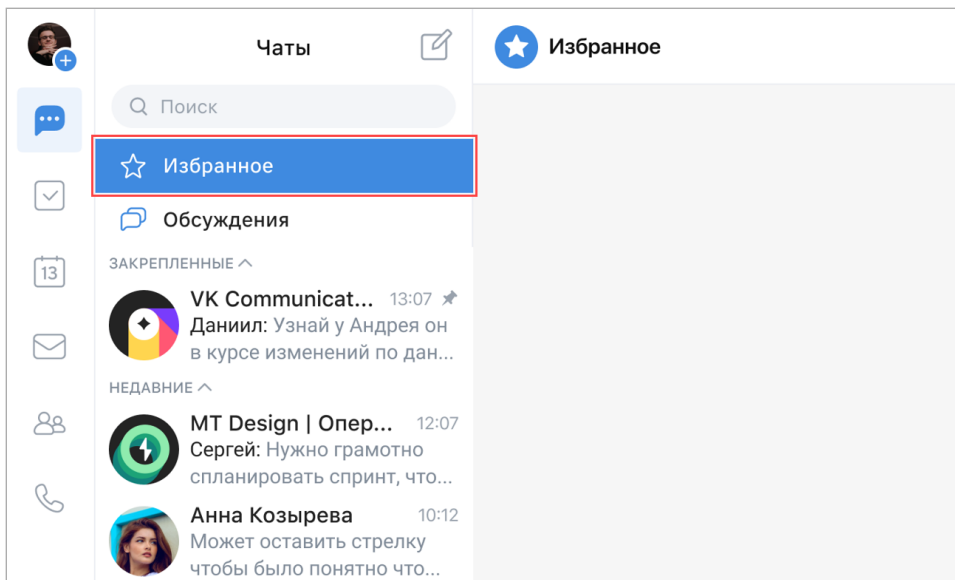 Чаты
Избранное
Поиск
Избранное
Обсуждения
13
ЗАКРЕПЛЕННЫЕ
VK Communicat... 13:07
Даниил: Узнай у Андрея он
в курсе изменений по дан...
НЕДАВНИЕ
MT Design | Опер... 12:07
Сергей: Нужно грамотно
спланировать спринт, что...
Анна Козырева 10:12
Может оставить стрелку
чтобы было понятно что...